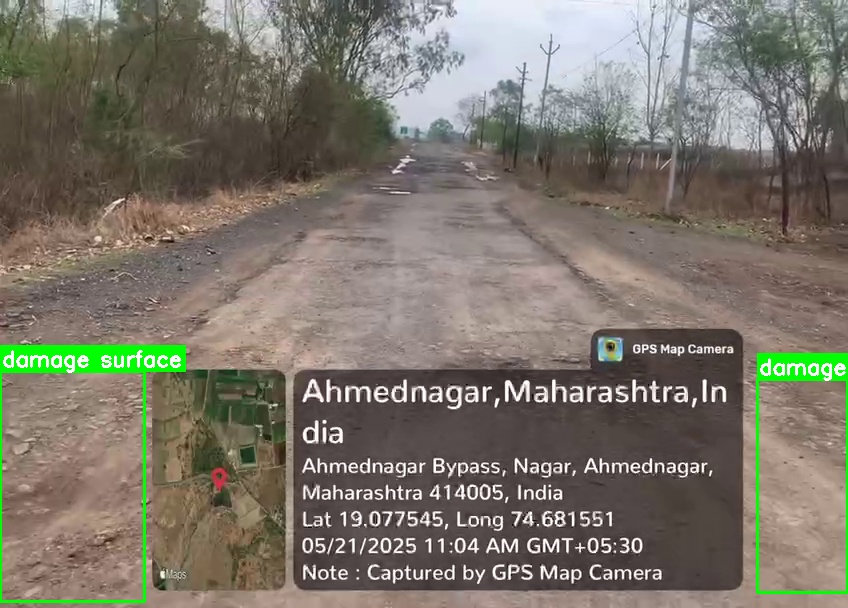 damage surface
damage
GPS Map Camera
Ahmednagar,Maharashtra,In
dia
Ahmednagar Bypass, Nagar, Ahmednagar,
Maharashtra 414005, India
Lat 19.077545, Long 74.681551
05/21/2025 11:04 AM GMT+05:30
Note : Captured by GPS Map Camera
Maps